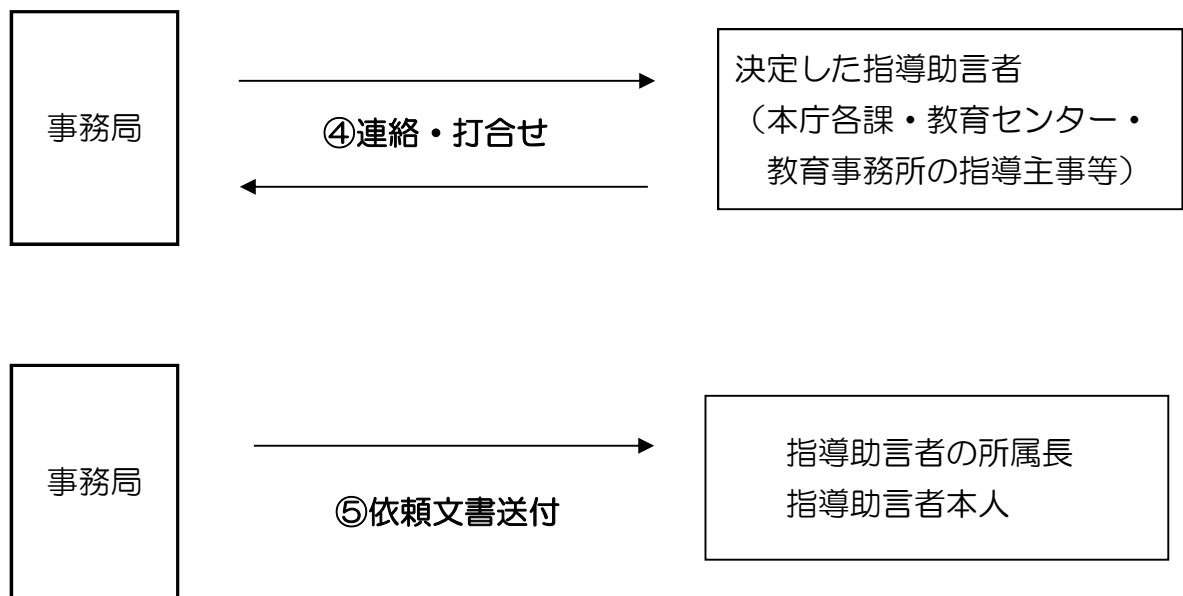 事務局
④連絡・打合せ
決定した指導助言者
（本庁各課・教育センター・
教育事務所の指導主事等）
事務局
⑤依頼文書送付
指導助言者の所属長
指導助言者本人